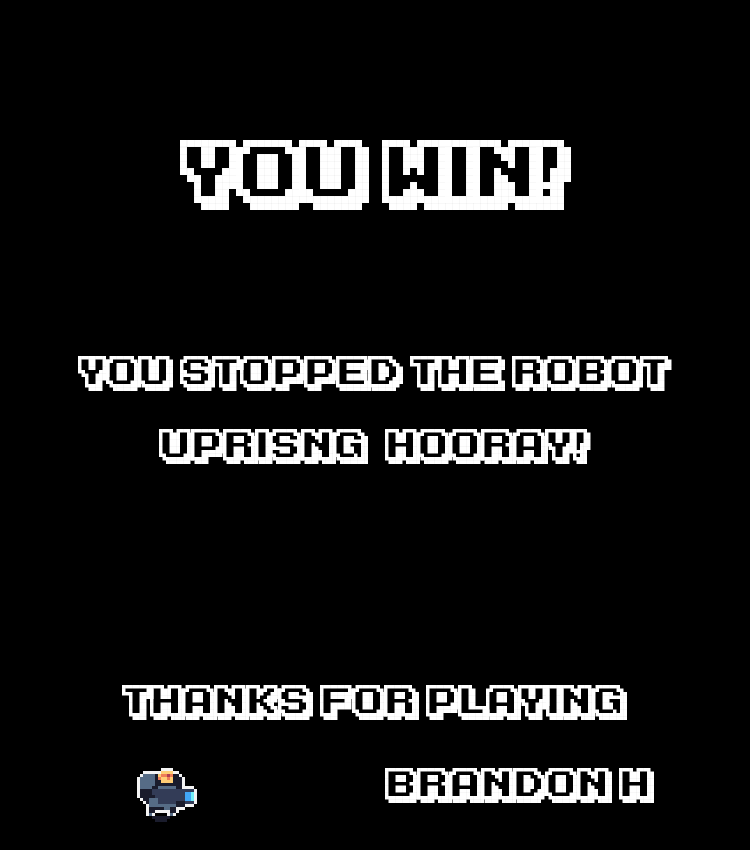 YOU WIN!
YOU STOPPED THE ROBOT
UPRISNG HOORAY!
THANKS FOR PLAYING
BRANDON H